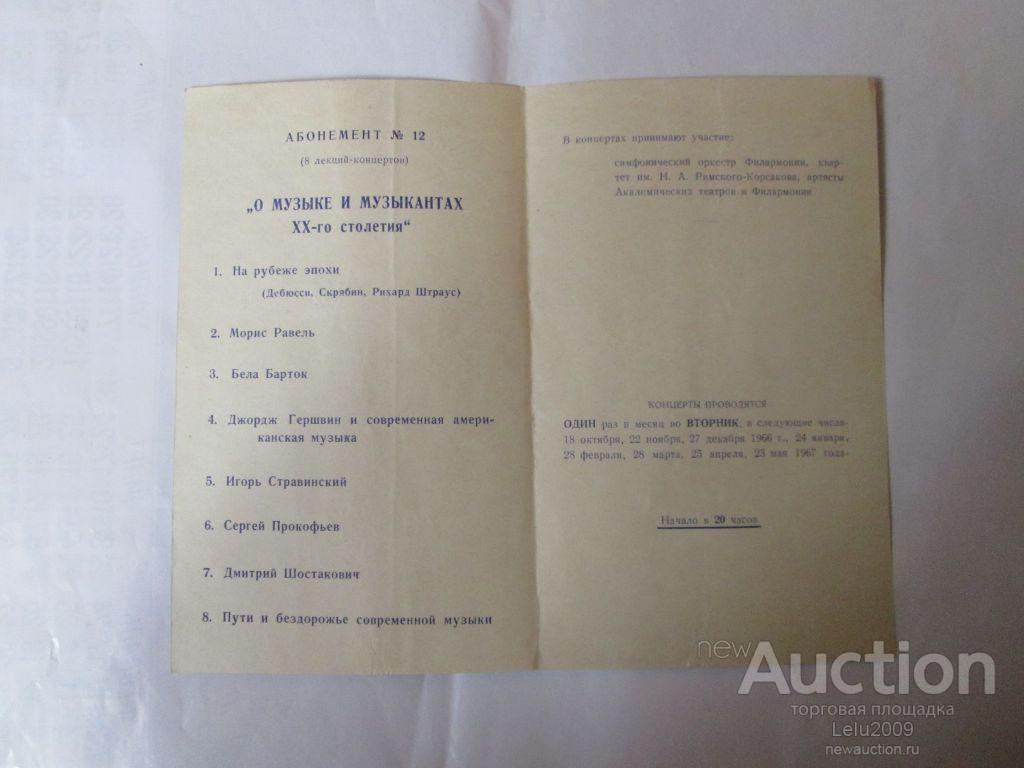 АБОНЕМЕНТ № 12
(8 лекций-концертов)
„О МУЗЫКЕ И МУЗЫКАНТАХ
XX-го СТОЛЕТИЯ“
1. На рубеже эпохи
(Дебюсси, Скрябин, Рихард Штраус)
2. Морис Равель
3. Бела Барток
4. Джордж Гершвин и современная амери-
канская музыка
5. Игорь Стравинский
6. Сергей Прокофьев
7. Дмитрий Шостакович
8. Пути и бездорожье современной музыки
В концертах принимают участие:
симфонический оркестр Филармонии, квар-
тет им. Н. А. Римского-Корсакова, артисты
Академических театров и Филармонии
КОНЦЕРТЫ ПРОВОДЯТСЯ
ОДИН раз в месяц во ВТОРНИК, в следующие числа-
18 октября, 22 ноября, 27 декабря 1966 г., 24 января,
28 февраля, 28 марта, 25 апреля, 23 мая 1967 года-
Начало в 20 часов
new Auction
торговая площадка
Lelu2009
newauction.ru